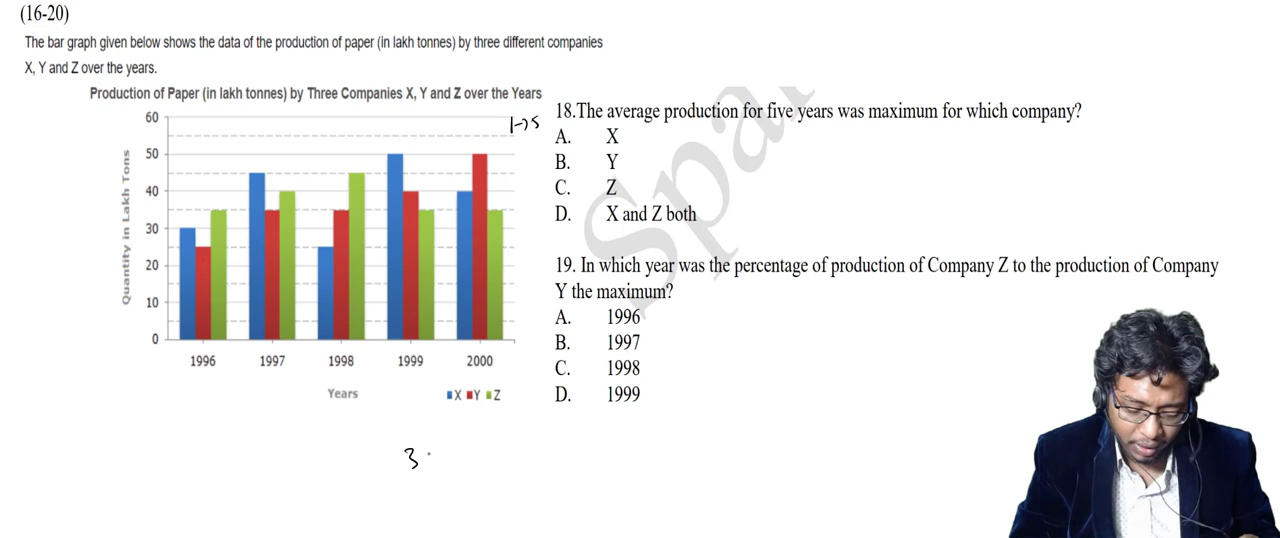 (16-20)
The bar graph given below shows the data of the production of paper (in lakh tonnes) by three different companies
X, Y and Z over the years.
Production of Paper (in lakh tonnes) by Three Companies X, Y and Z over the Years
60
50
40
30
20
10
0
Quantity in Lakh Tons
1996 1997 1998 1999 2000
Years
X Y Z
1→5
18.The average production for five years was maximum for which company?
A. X
B. Y
C. Z
D. X and Z both
19. In which year was the percentage of production of Company Z to the production of Company
Y the maximum?
A. 1996
B. 1997
C. 1998
D. 1999
3
Spar